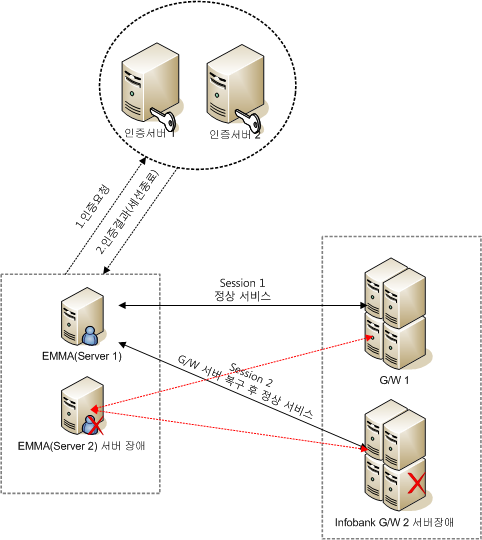 인증서버 1
인증서버 2
1.인증요청
2.인증결과(세션종료)
Session 1
정상 서비스
EMMA(Server 1)
Session 2
G/W 서버 복구 후 정상 서비스
G/W 1
EMMA(Server 2) 서버 장애
Infobank G/W 2 서버장애